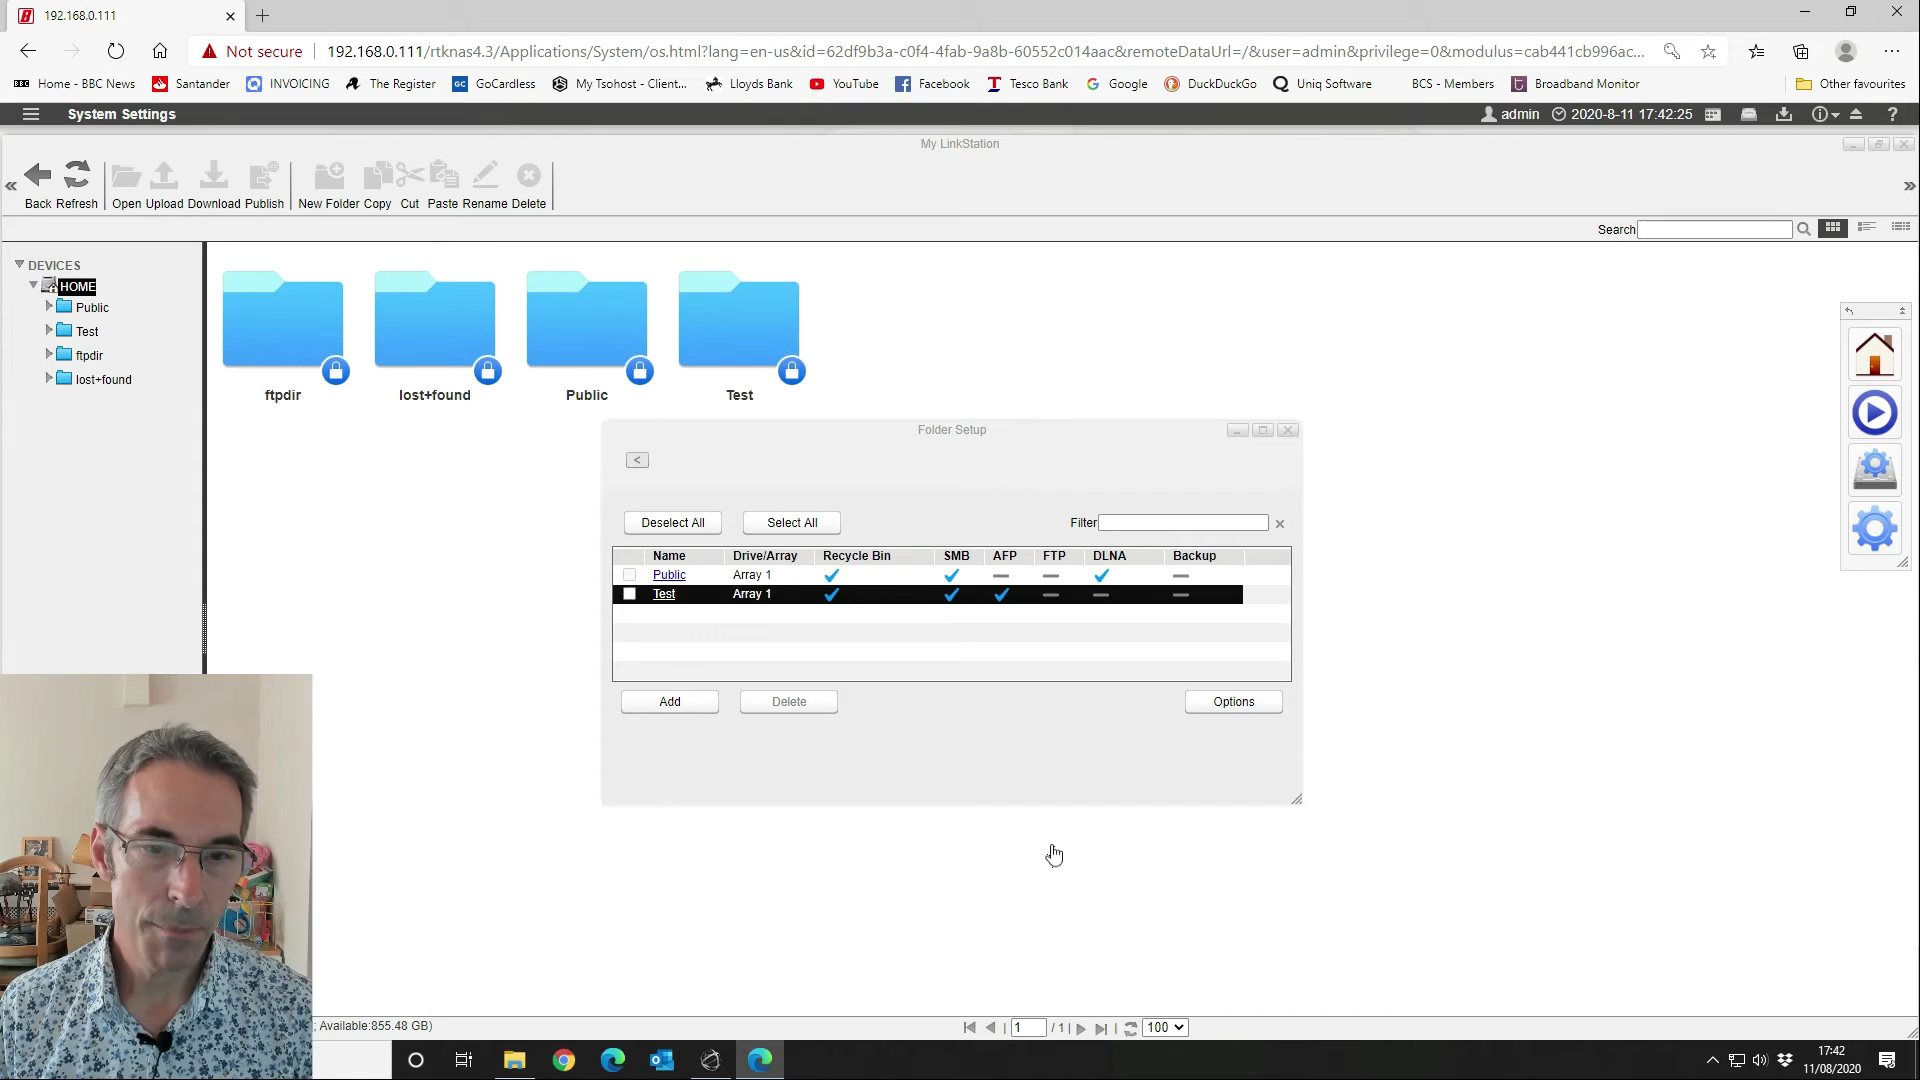 192.168.0.111
Not secure 192.168.0.111/rtknas4.3/Applications/System/os.html?lang=en-us&id=62df9b3a-c0f4-4fab-9a8b-60552c014aac&remoteDataUrl=/&user=admin&privilege=0&modulus=cab441cb996ac...
BBC Home - BBC News Santander INVOICING The Register GC GoCardless My Tsohost - Client... Lloyds Bank YouTube Facebook Tesco Bank Google DuckDuckGo Uniq Software BCS - Members Broadband Monitor Other favourites
System Settings admin 2020-8-11 17:42:25
My LinkStation
Back Refresh Open Upload Download Publish New Folder Copy Cut Paste Rename Delete
Search
DEVICES
HOME
Public
Test
ftpdir
lost+found
ftpdir lost+found Public Test
Folder Setup
<
Deselect All Select All Filter
Name Drive/Array Recycle Bin SMB AFP FTP DLNA Backup
Public Array 1
Test Array 1
Add Delete Options
; Available:855.48 GB)
1 / 1 100
17:42
11/08/2020